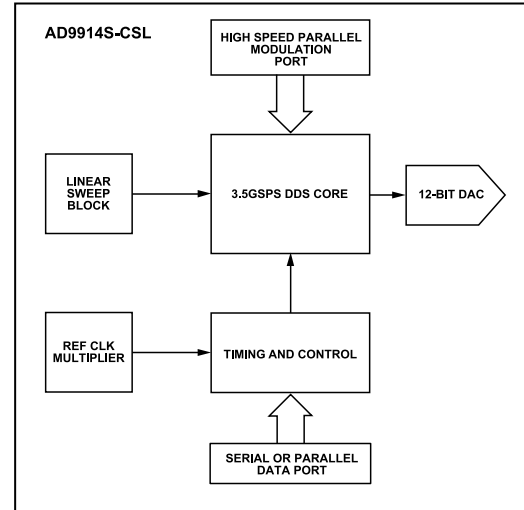 AD9914S-CSL
HIGH SPEED PARALLEL
MODULATION
PORT
LINEAR
SWEEP
BLOCK
3.5GSPS DDS CORE
12-BIT DAC
REF CLK
MULTIPLIER
TIMING AND CONTROL
SERIAL OR PARALLEL
DATA PORT